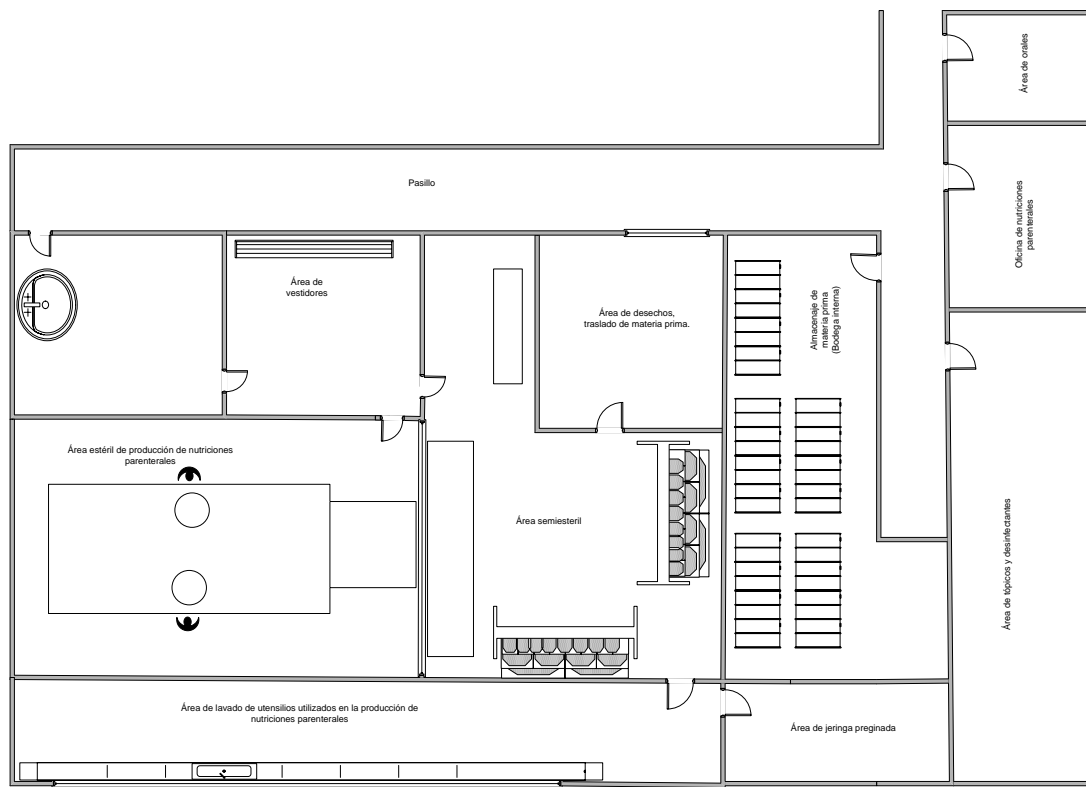 Área de orales
Pasillo
Oficina de nutriciones
parenterales
Área de
vestidores
Área de desechos,
traslado de materia prima.
Almacenaje de
materia prima
(Bodega interna)
Área estéril de producción de nutriciones
parenterales
Área semiesteril
Área de tópicos y desinfectantes
Área de lavado de utensilios utilizados en la producción de
nutriciones parenterales
Área de jeringa preginada